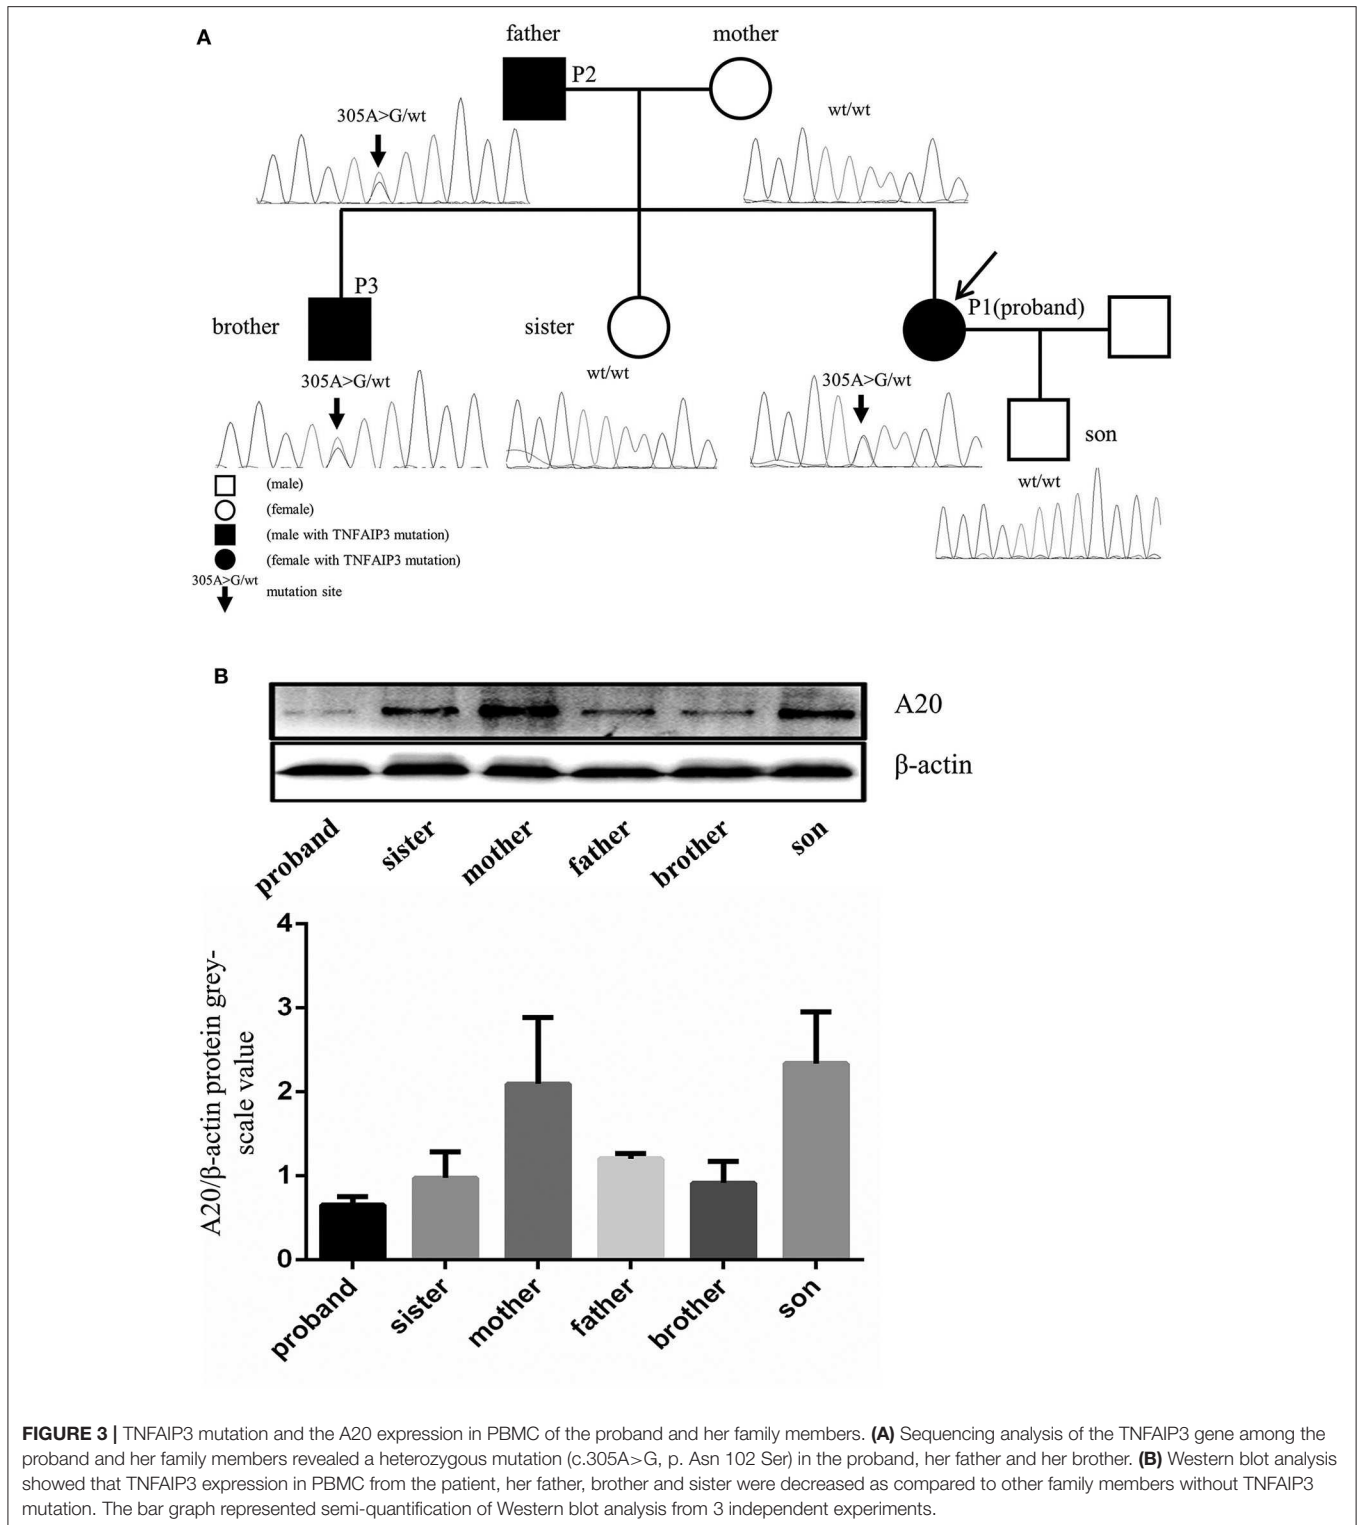 A
father
mother
P2
305A>G/wt
wt/wt
P3
brother
sister
P1(proband)
305A>G/wt
wt/wt
305A>G/wt
son
wt/wt
(male)
(female)
(male with TNFAIP3 mutation)
(female with TNFAIP3 mutation)
305A>G/wt
mutation site
B
A20
β-actin
proband
sister
mother
father
brother
son
A20/β-actin protein grey-
scale value
4
3
2
1
0
proband
sister
mother
father
brother
son
FIGURE 3 | TNFAIP3 mutation and the A20 expression in PBMC of the proband and her family members. (A) Sequencing analysis of the TNFAIP3 gene among the
proband and her family members revealed a heterozygous mutation (c.305A>G, p. Asn 102 Ser) in the proband, her father and her brother. (B) Western blot analysis
showed that TNFAIP3 expression in PBMC from the patient, her father, brother and sister were decreased as compared to other family members without TNFAIP3
mutation. The bar graph represented semi-quantification of Western blot analysis from 3 independent experiments.